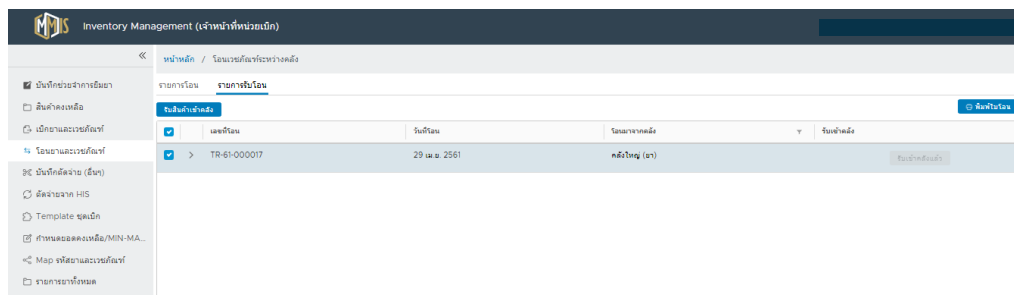 MMIS Inventory Management (เจ้าหน้าที่หน่วยเบิก)
หน้าหลัก / โอนเวชภัณฑ์ระหว่างคลัง
รายการโอน รายการรับโอน
รับสินค้าเข้าคลัง พิมพ์ใบโอน
เลขที่โอน วันที่โอน โอนมาจากคลัง รับเข้าคลัง
TR-61-000017 29 เม.ย. 2561 คลังใหญ่ (ยา) รับเข้าคลังแล้ว
บันทึกช่วยจำการยืมยา
สินค้าคงเหลือ
เบิกยาและเวชภัณฑ์
โอนยาและเวชภัณฑ์
บันทึกตัดจ่าย (อื่นๆ)
ตัดจ่ายจาก HIS
Template ชุดเบิก
กำหนดยอดคงเหลือ/MIN-MA...
Map รหัสยาและเวชภัณฑ์
รายการยาทั้งหมด